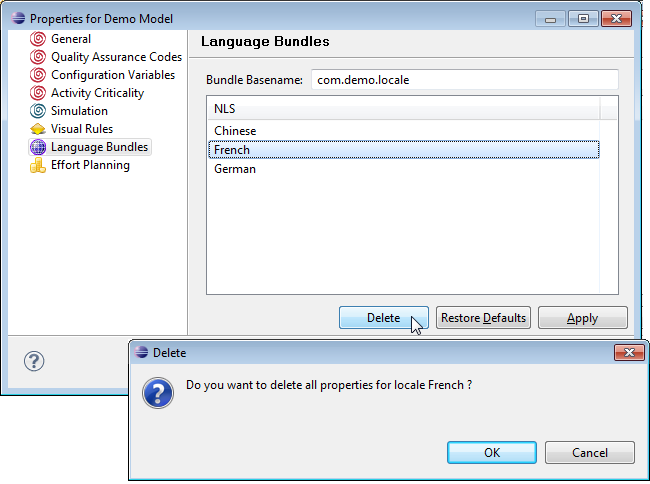 Properties for Demo Model
General
Quality Assurance Codes
Configuration Variables
Activity Criticality
Simulation
Visual Rules
Language Bundles
Effort Planning
Language Bundles
Bundle Basename: com.demo.locale
NLS
Chinese
French
German
Delete Restore Defaults Apply
?
Delete
? Do you want to delete all properties for locale French ?
OK Cancel